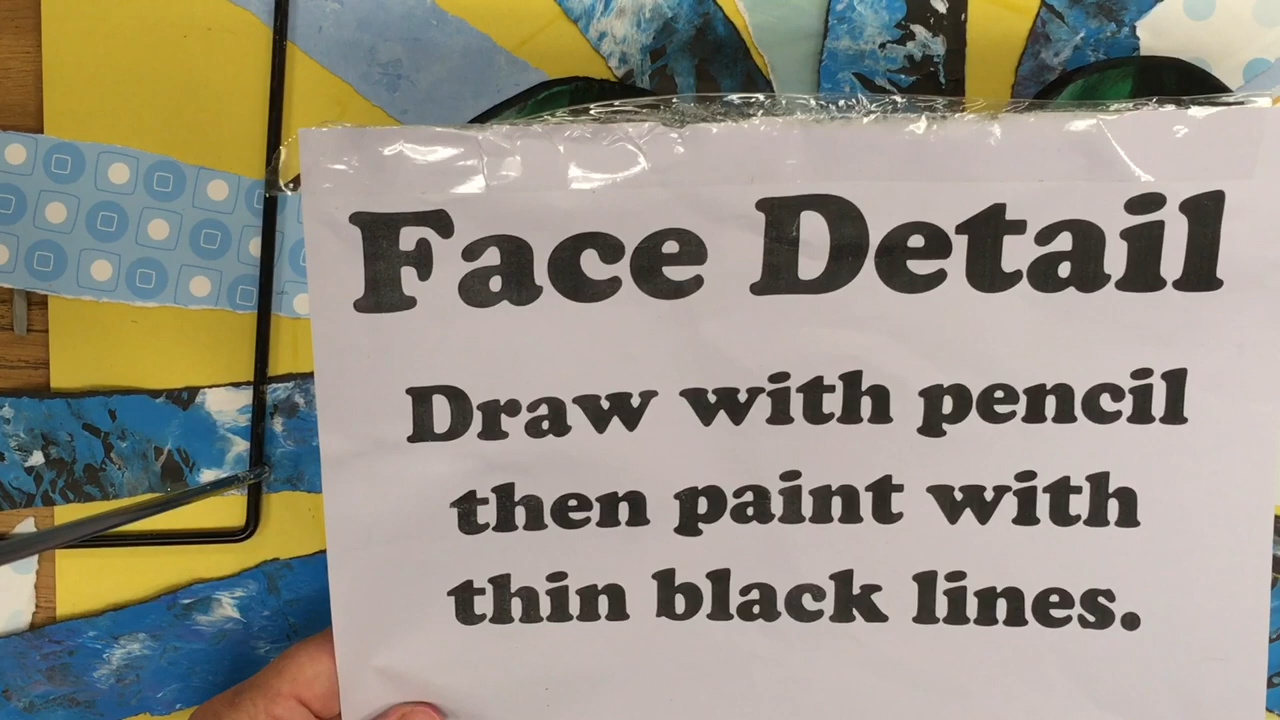 Face Detail
Draw with pencil
then paint with
thin black lines.